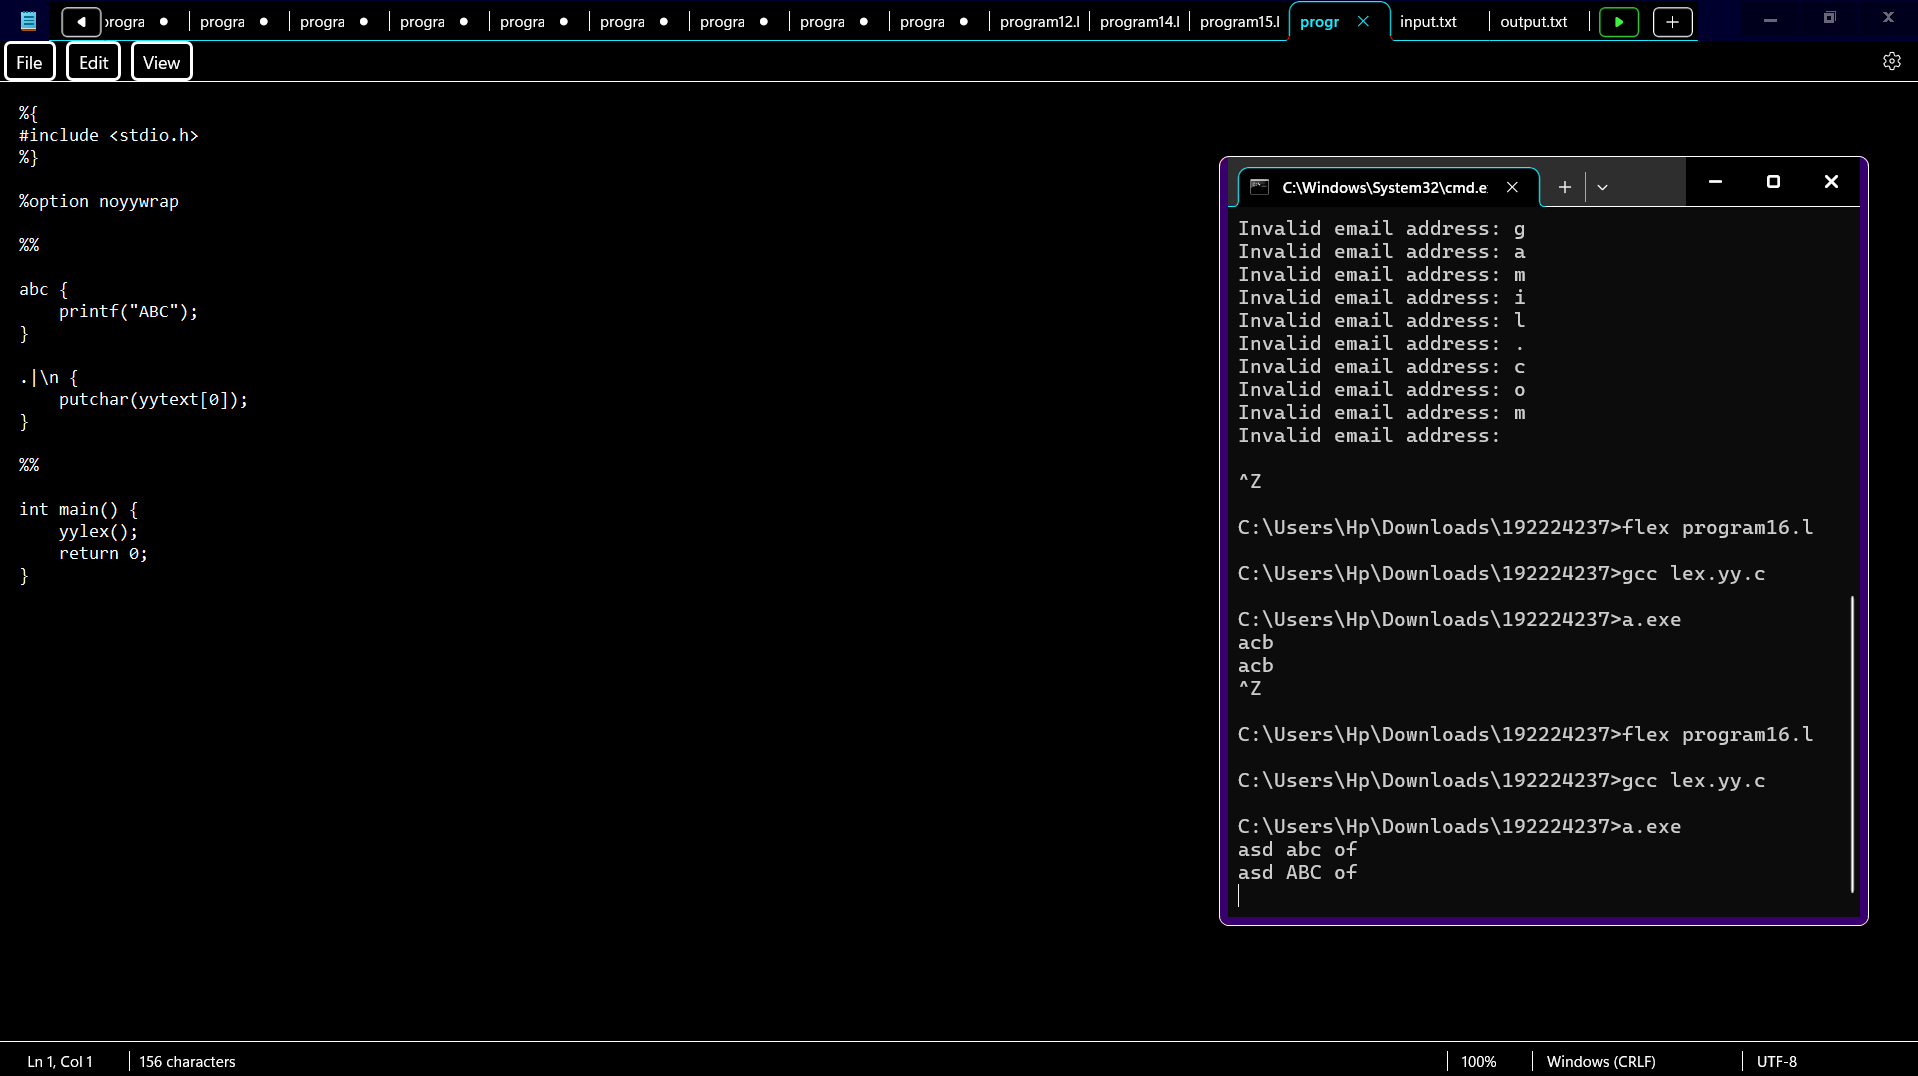 progra progra progra progra progra progra progra progra progra program12.l program14.l program15.l progr input.txt output.txt
File Edit View
%{
#include <stdio.h>
%}
%option noyywrap
%%
abc {
    printf("ABC");
}
.|\n {
    putchar(yytext[0]);
}
%%
int main() {
    yylex();
    return 0;
}
C:\Windows\System32\cmd.e
Invalid email address: g
Invalid email address: a
Invalid email address: m
Invalid email address: i
Invalid email address: l
Invalid email address: .
Invalid email address: c
Invalid email address: o
Invalid email address: m
Invalid email address:
^Z
C:\Users\Hp\Downloads\192224237>flex program16.l
C:\Users\Hp\Downloads\192224237>gcc lex.yy.c
C:\Users\Hp\Downloads\192224237>a.exe
acb
acb
^Z
C:\Users\Hp\Downloads\192224237>flex program16.l
C:\Users\Hp\Downloads\192224237>gcc lex.yy.c
C:\Users\Hp\Downloads\192224237>a.exe
asd abc of
asd ABC of
Ln 1, Col 1 156 characters 100% Windows (CRLF) UTF-8